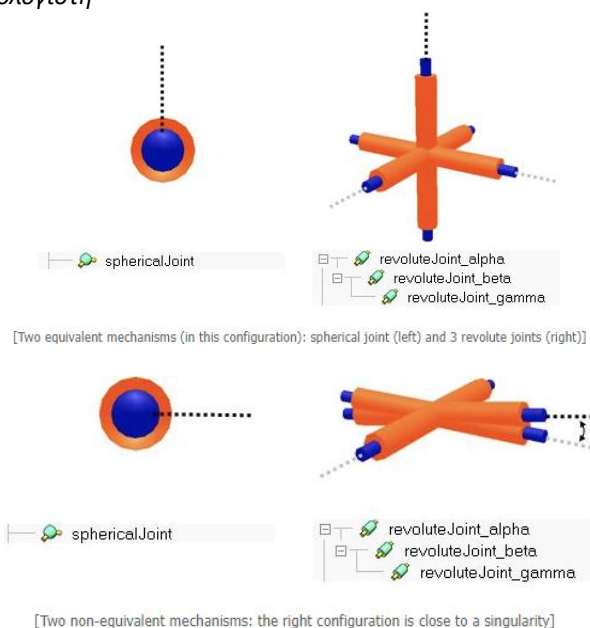 sphericalJoint
revoluteJoint_alpha
revoluteJoint_beta
revoluteJoint_gamma
[Two equivalent mechanisms (in this configuration): spherical joint (left) and 3 revolute joints (right)]
sphericalJoint
revoluteJoint_alpha
revoluteJoint_beta
revoluteJoint_gamma
[Two non-equivalent mechanisms: the right configuration is close to a singularity]